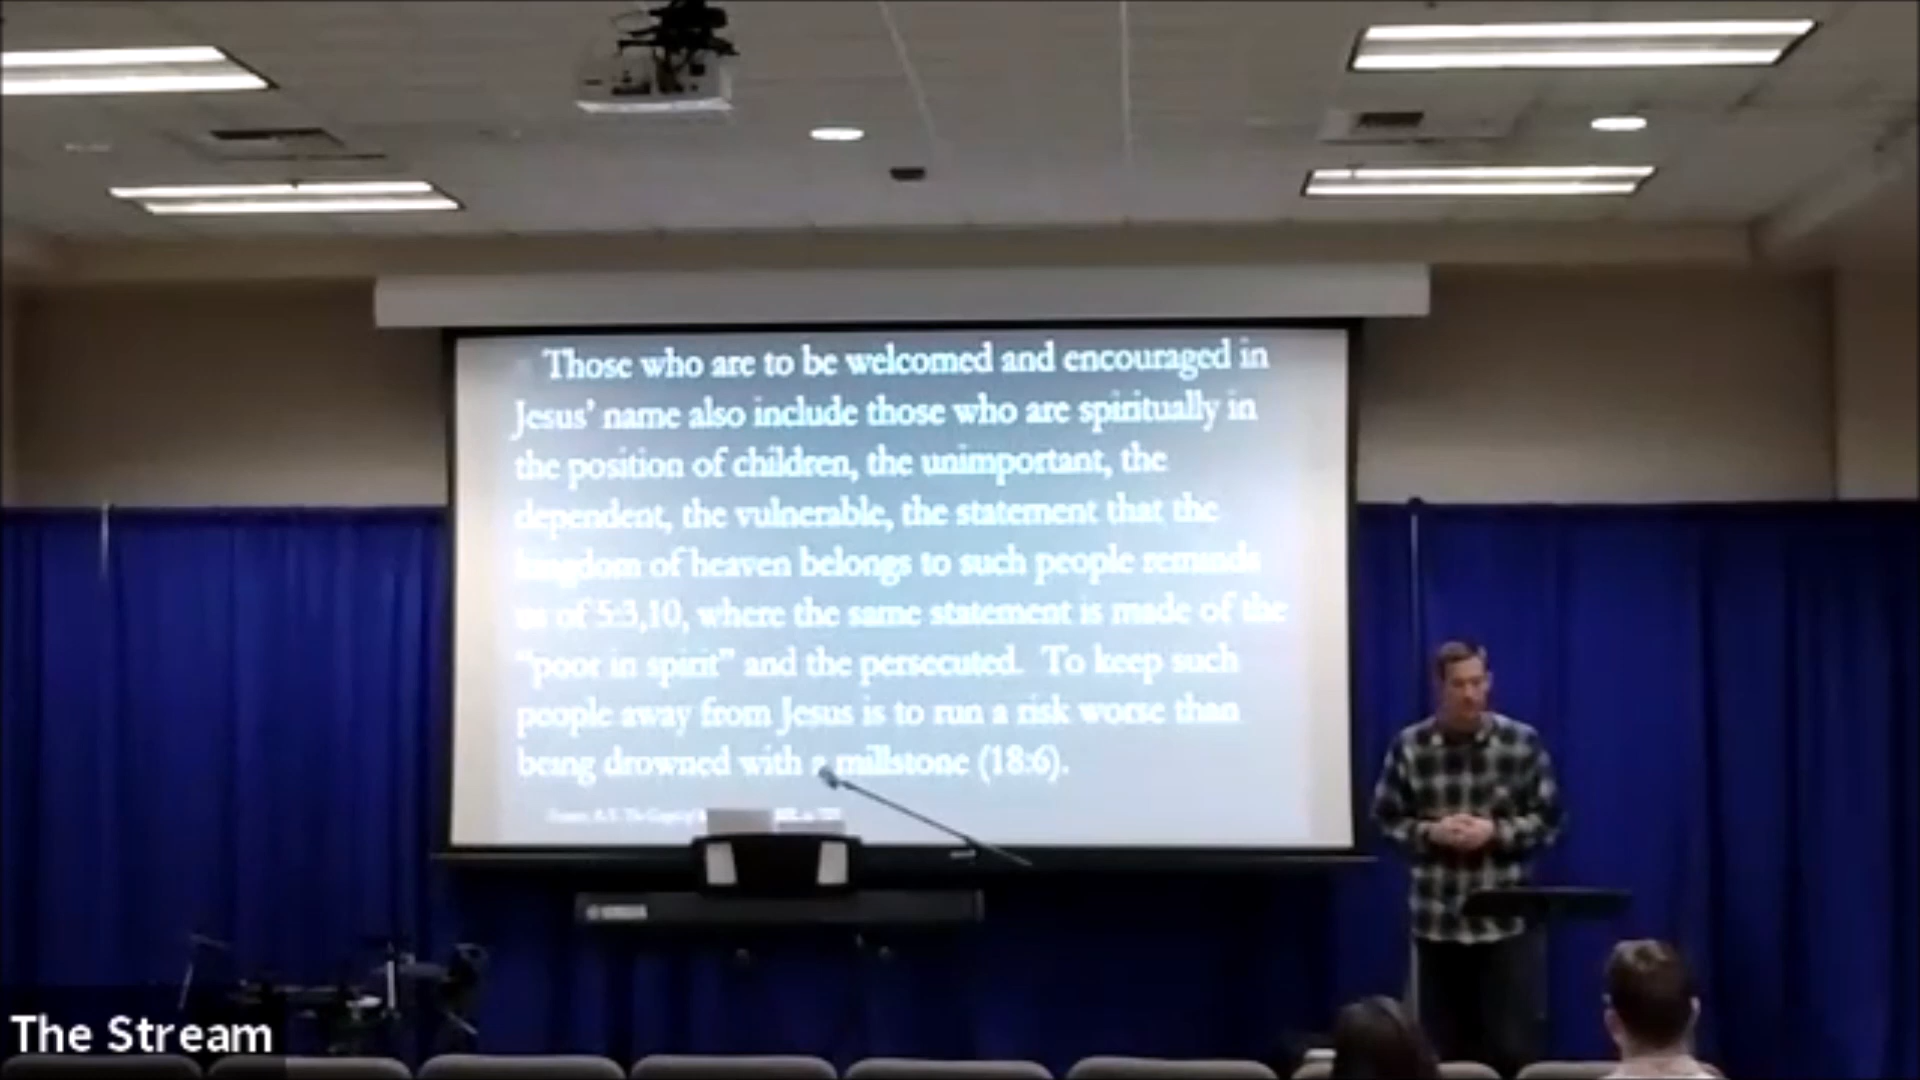 Those who are to be welcomed and encouraged in
Jesus’ name also include those who are spiritually in
the position of children, the unimportant, the
dependent, the vulnerable, the statement that the
kingdom of heaven belongs to such people reminds
us of 5:3,10, where the same statement is made of the
“poor in spirit” and the persecuted. To keep such
people away from Jesus is to run a risk worse than
being drowned with a millstone (18:6).
YAMAHA
The Stream